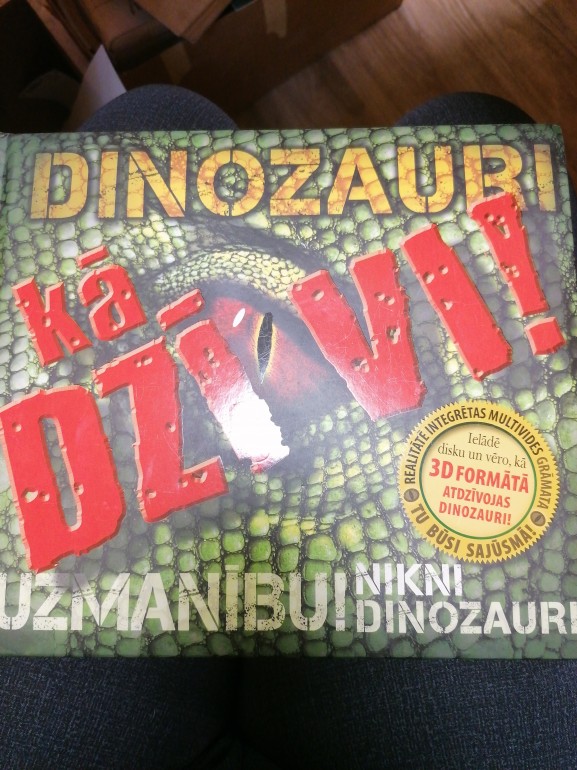 DINOZAURI
kā
DZĪVI!
REALITĀTĒ INTEGRĒTAS MULTIVIDES GRĀMATA
Ielādē
disku un vēro, kā
3D FORMĀTĀ
ATDZĪVOJAS
DINOZAURI!
TU BŪSI SAJŪSMĀ!
UZMANĪBU! NIKNI
DINOZAURI